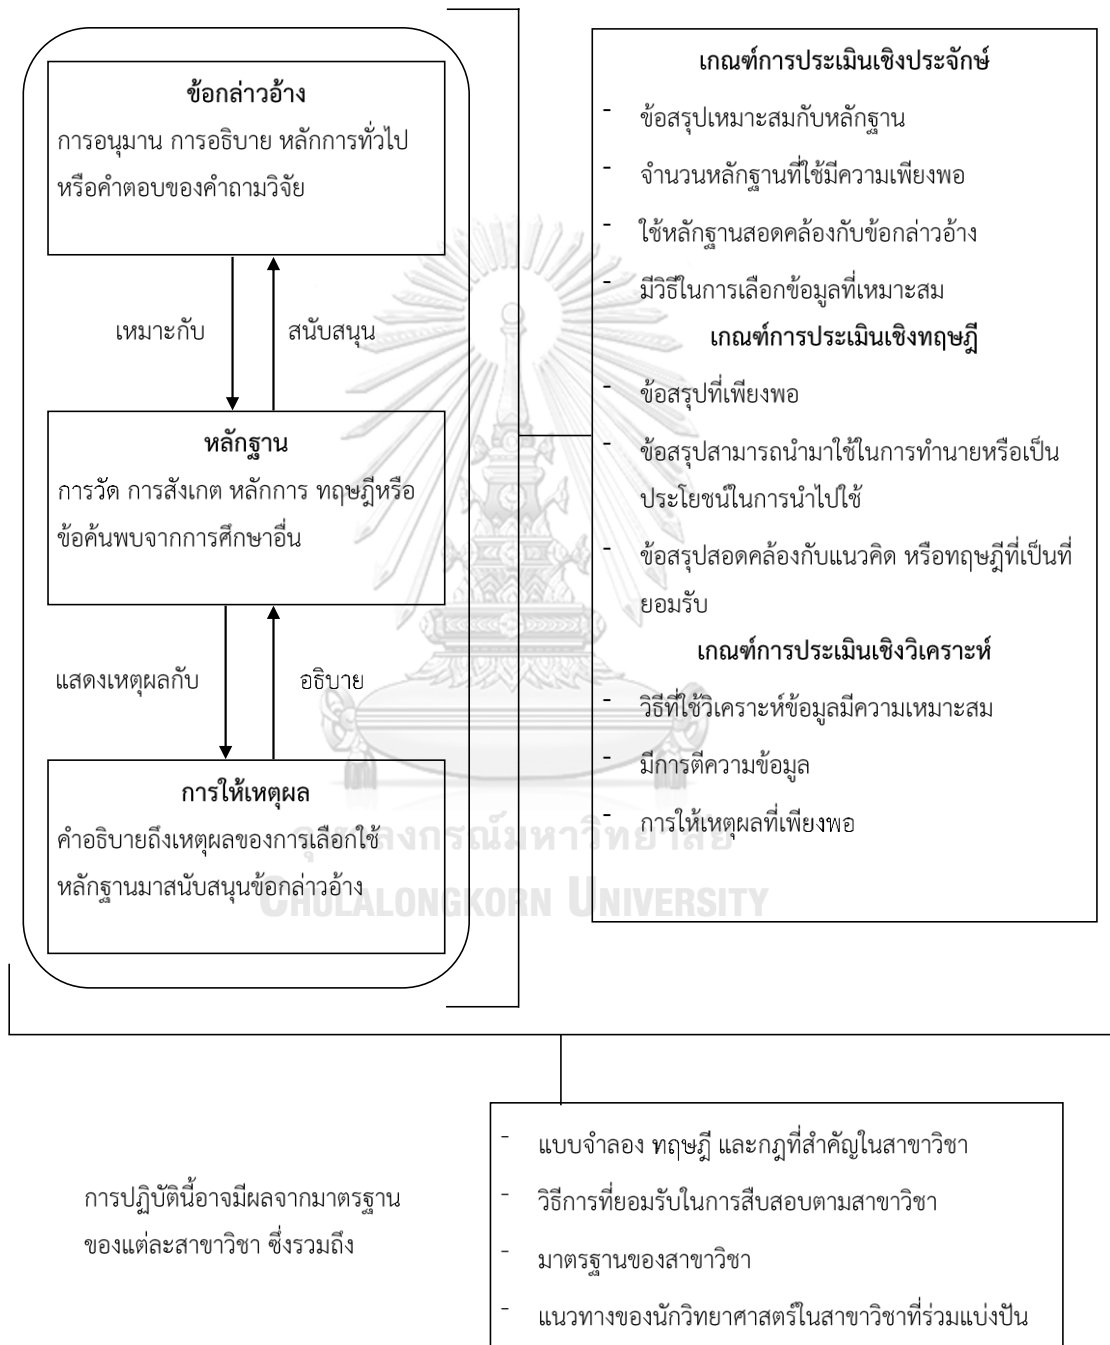 ข้อกล่าวอ้าง
การอนุมาน การอธิบาย หลักการทั่วไป
หรือคำตอบของคำถามวิจัย
เหมาะกับ
สนับสนุน
หลักฐาน
การวัด การสังเกต หลักการ ทฤษฎีหรือ
ข้อค้นพบจากการศึกษาอื่น
แสดงเหตุผลกับ
อธิบาย
การให้เหตุผล
คำอธิบายถึงเหตุผลของการเลือกใช้
หลักฐานมาสนับสนุนข้อกล่าวอ้าง
เกณฑ์การประเมินเชิงประจักษ์
- ข้อสรุปเหมาะสมกับหลักฐาน
- จำนวนหลักฐานที่ใช้มีความเพียงพอ
- ใช้หลักฐานสอดคล้องกับข้อกล่าวอ้าง
- มีวิธีในการเลือกข้อมูลที่เหมาะสม
เกณฑ์การประเมินเชิงทฤษฎี
- ข้อสรุปที่เพียงพอ
- ข้อสรุปสามารถนำมาใช้ในการทำนายหรือเป็น
ประโยชน์ในการนำไปใช้
- ข้อสรุปสอดคล้องกับแนวคิด หรือทฤษฎีที่เป็นที่
ยอมรับ
เกณฑ์การประเมินเชิงวิเคราะห์
- วิธีที่ใช้วิเคราะห์ข้อมูลมีความเหมาะสม
- มีการตีความข้อมูล
- การให้เหตุผลที่เพียงพอ
จุฬาลงกรณ์มหาวิทยาลัย
CHULALONGKORN UNIVERSITY
การปฏิบัตินี้อาจมีผลจากมาตรฐาน
ของแต่ละสาขาวิชา ซึ่งรวมถึง
- แบบจำลอง ทฤษฎี และกฎที่สำคัญในสาขาวิชา
- วิธีการที่ยอมรับในการสืบสอบตามสาขาวิชา
- มาตรฐานของสาขาวิชา
- แนวทางของนักวิทยาศาสตร์ในสาขาวิชาที่ร่วมแบ่งปัน